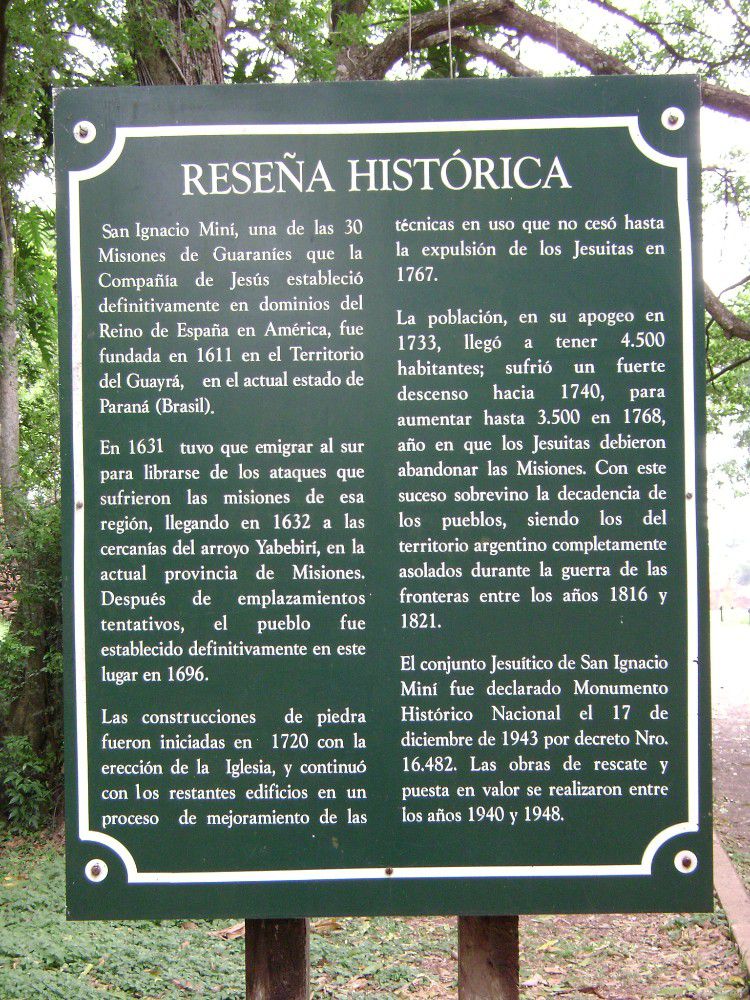 RESEÑA HISTÓRICA
San Ignacio Miní, una de las 30
Misiones de Guaraníes que la
Compañía de Jesús estableció
definitivamente en dominios del
Reino de España en América, fue
fundada en 1611 en el Territorio
del Guayrá, en el actual estado de
Paraná (Brasil).
En 1631 tuvo que emigrar al sur
para librarse de los ataques que
sufrieron las misiones de esa
región, llegando en 1632 a las
cercanías del arroyo Yabebirí, en la
actual provincia de Misiones.
Después de emplazamientos
tentativos, el pueblo fue
establecido definitivamente en este
lugar en 1696.
Las construcciones de piedra
fueron iniciadas en 1720 con la
erección de la Iglesia, y continuó
con los restantes edificios en un
proceso de mejoramiento de las
técnicas en uso que no cesó hasta
la expulsión de los Jesuitas en
1767.
La población, en su apogeo en
1733, llegó a tener 4.500
habitantes; sufrió un fuerte
descenso hacia 1740, para
aumentar hasta 3.500 en 1768,
año en que los Jesuitas debieron
abandonar las Misiones. Con este
suceso sobrevino la decadencia de
los pueblos, siendo los del
territorio argentino completamente
asolados durante la guerra de las
fronteras entre los años 1816 y
1821.
El conjunto Jesuítico de San Ignacio
Miní fue declarado Monumento
Histórico Nacional el 17 de
diciembre de 1943 por decreto Nro.
16.482. Las obras de rescate y
puesta en valor se realizaron entre
los años 1940 y 1948.